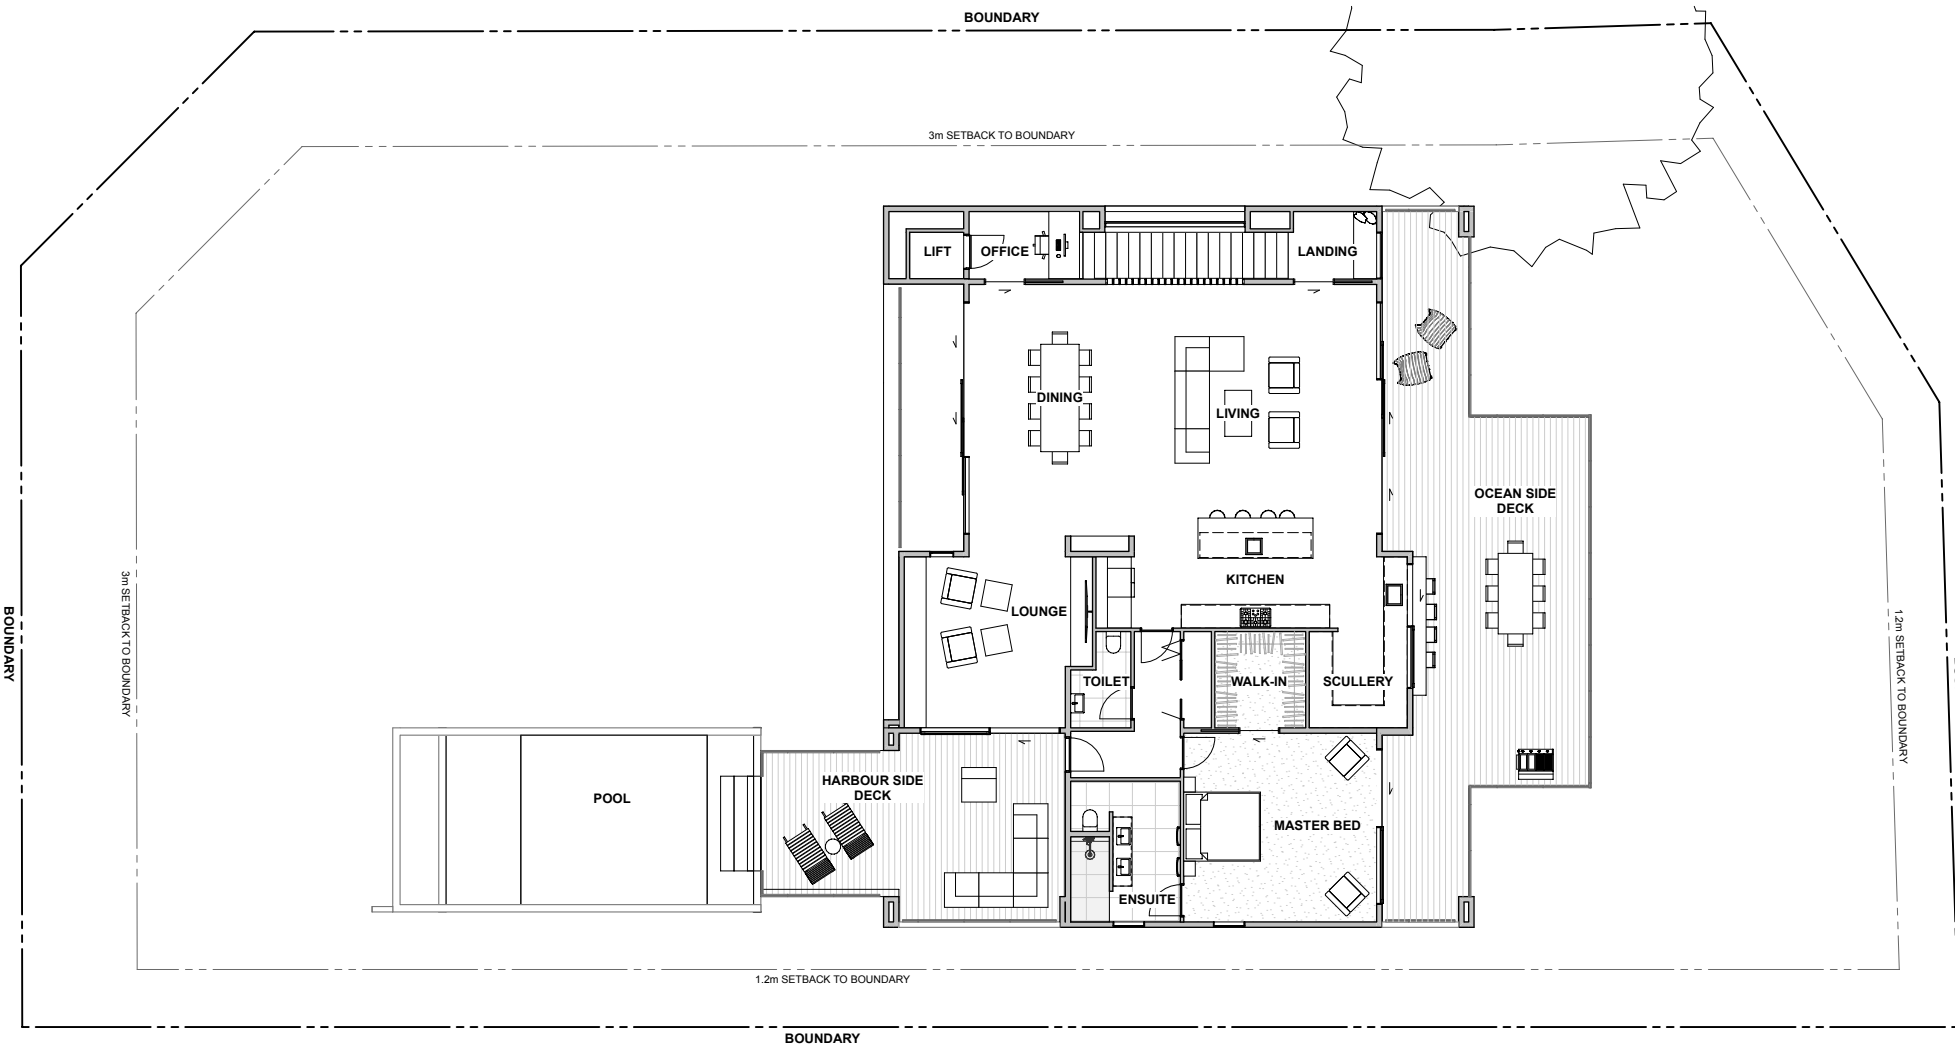 BOUNDARY
3m SETBACK TO BOUNDARY
LIFT
OFFICE
LANDING
DINING
LIVING
OCEAN SIDE
DECK
KITCHEN
LOUNGE
3m SETBACK TO BOUNDARY
BOUNDARY
1.2m SETBACK TO BOUNDARY
TOILET
WALK-IN
SCULLERY
HARBOUR SIDE
DECK
POOL
MASTER BED
ENSUITE
1.2m SETBACK TO BOUNDARY
BOUNDARY